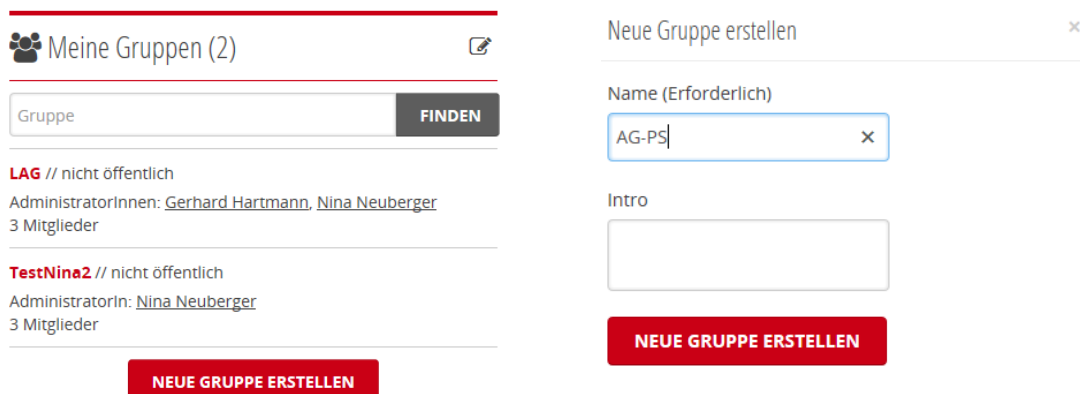 Meine Gruppen (2)
Gruppe
FINDEN
LAG // nicht öffentlich
AdministratorInnen: Gerhard Hartmann, Nina Neuberger
3 Mitglieder
TestNina2 // nicht öffentlich
AdministratorIn: Nina Neuberger
3 Mitglieder
NEUE GRUPPE ERSTELLEN
Neue Gruppe erstellen
Name (Erforderlich)
AG-PS
Intro
NEUE GRUPPE ERSTELLEN